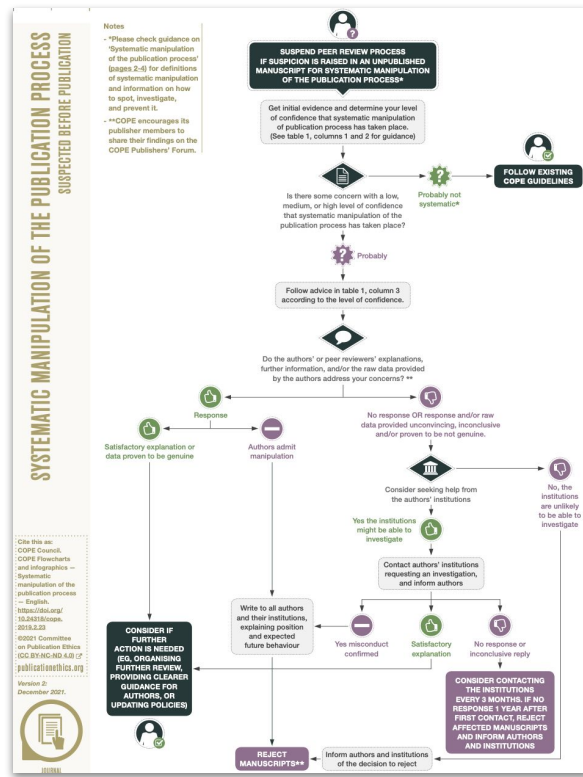 SYSTEMATIC MANIPULATION OF THE PUBLICATION PROCESS
SUSPECTED BEFORE PUBLICATION
Notes
- *Please check guidance on
'Systematic manipulation
of the publication process'
(pages 2–4) for definitions
of systematic manipulation
and information on how
to spot, investigate,
and prevent it.
- **COPE encourages its
publisher members to
share their findings on the
COPE Publishers' Forum.
SUSPEND PEER REVIEW PROCESS
IF SUSPICION IS RAISED IN AN UNPUBLISHED
MANUSCRIPT FOR SYSTEMATIC MANIPULATION
OF THE PUBLICATION PROCESS*
Get initial evidence and determine your level
of confidence that systematic manipulation
of publication process has taken place.
(See table 1, columns 1 and 2 for guidance)
Is there some concern with a low,
medium, or high level of confidence
that systematic manipulation of the
publication process has taken place?
Probably not
systematic*
FOLLOW EXISTING
COPE GUIDELINES
Probably
Follow advice in table 1, column 3
according to the level of confidence.
Do the authors' or peer reviewers' explanations,
further information, and/or the raw data provided
by the authors address your concerns? **
Response
No response OR response and/or raw
data provided unconvincing, inconclusive
and/or proven to be not genuine.
Satisfactory explanation or
data proven to be genuine
Authors admit
manipulation
Consider seeking help from
the authors' institutions
No, the
institutions
are unlikely
to be able to
investigate
Yes the institutions
might be able to
investigate
Contact authors' institutions
requesting an investigation,
and inform authors
Write to all authors
and their institutions,
explaining position
and expected
future behaviour
Yes misconduct
confirmed
Satisfactory
explanation
No response or
inconclusive reply
CONSIDER IF
FURTHER
ACTION IS NEEDED
(EG, ORGANISING
FURTHER REVIEW,
PROVIDING CLEARER
GUIDANCE FOR
AUTHORS, OR
UPDATING POLICIES)
CONSIDER CONTACTING
THE INSTITUTIONS
EVERY 3 MONTHS. IF NO
RESPONSE 1 YEAR AFTER
FIRST CONTACT, REJECT
AFFECTED MANUSCRIPTS
AND INFORM AUTHORS
AND INSTITUTIONS
REJECT
MANUSCRIPTS**
Inform authors and institutions
of the decision to reject
Cite this as:
COPE Council.
COPE Flowcharts
and infographics —
Systematic
manipulation of the
publication process
— English.
https://doi.org/
10.24318/cope.
2019.2.23
©2021 Committee
on Publication Ethics
(CC BY-NC-ND 4.0)
publicationethics.org
Version 2:
December 2021.
JOURNAL